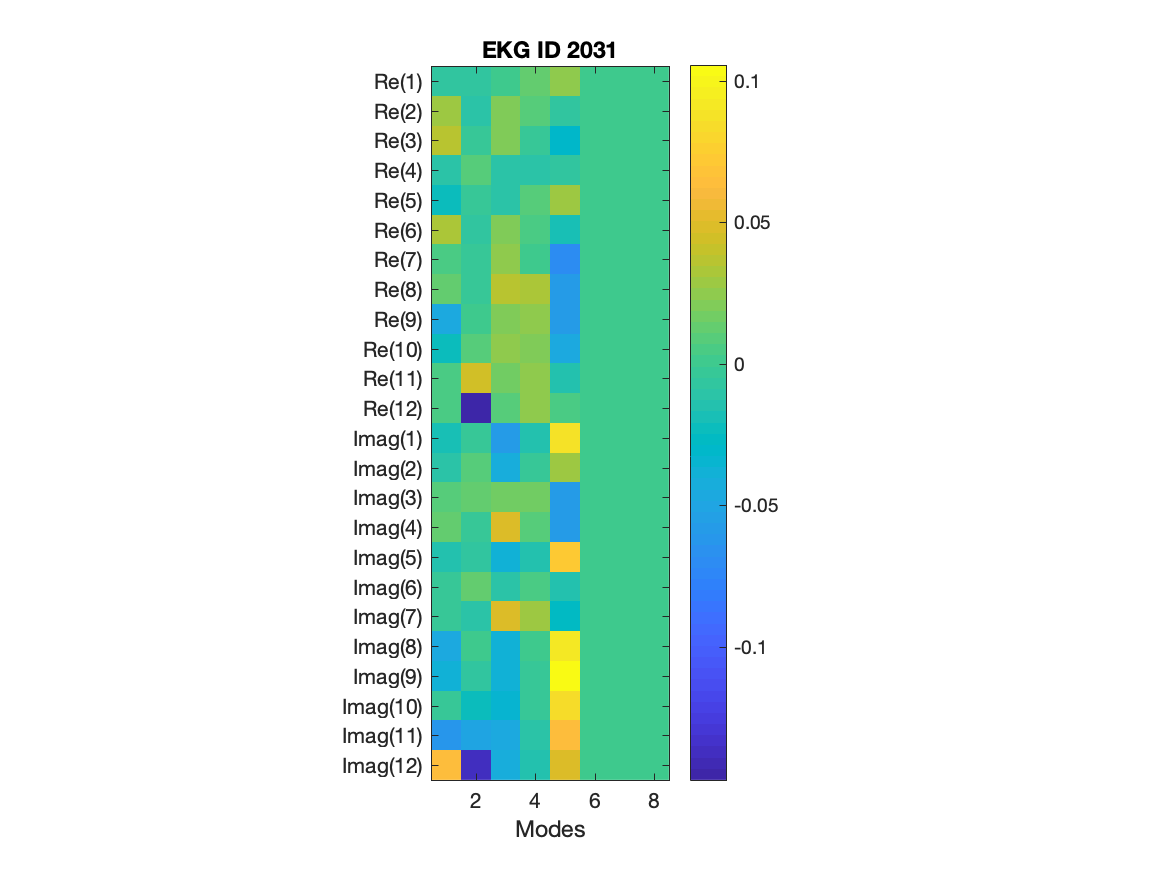 EKG ID 2031
Re(1)
Re(2)
Re(3)
Re(4)
Re(5)
Re(6)
Re(7)
Re(8)
Re(9)
Re(10)
Re(11)
Re(12)
Imag(1)
Imag(2)
Imag(3)
Imag(4)
Imag(5)
Imag(6)
Imag(7)
Imag(8)
Imag(9)
Imag(10)
Imag(11)
Imag(12)
2 4 6 8
Modes
0.1
0.05
0
-0.05
-0.1